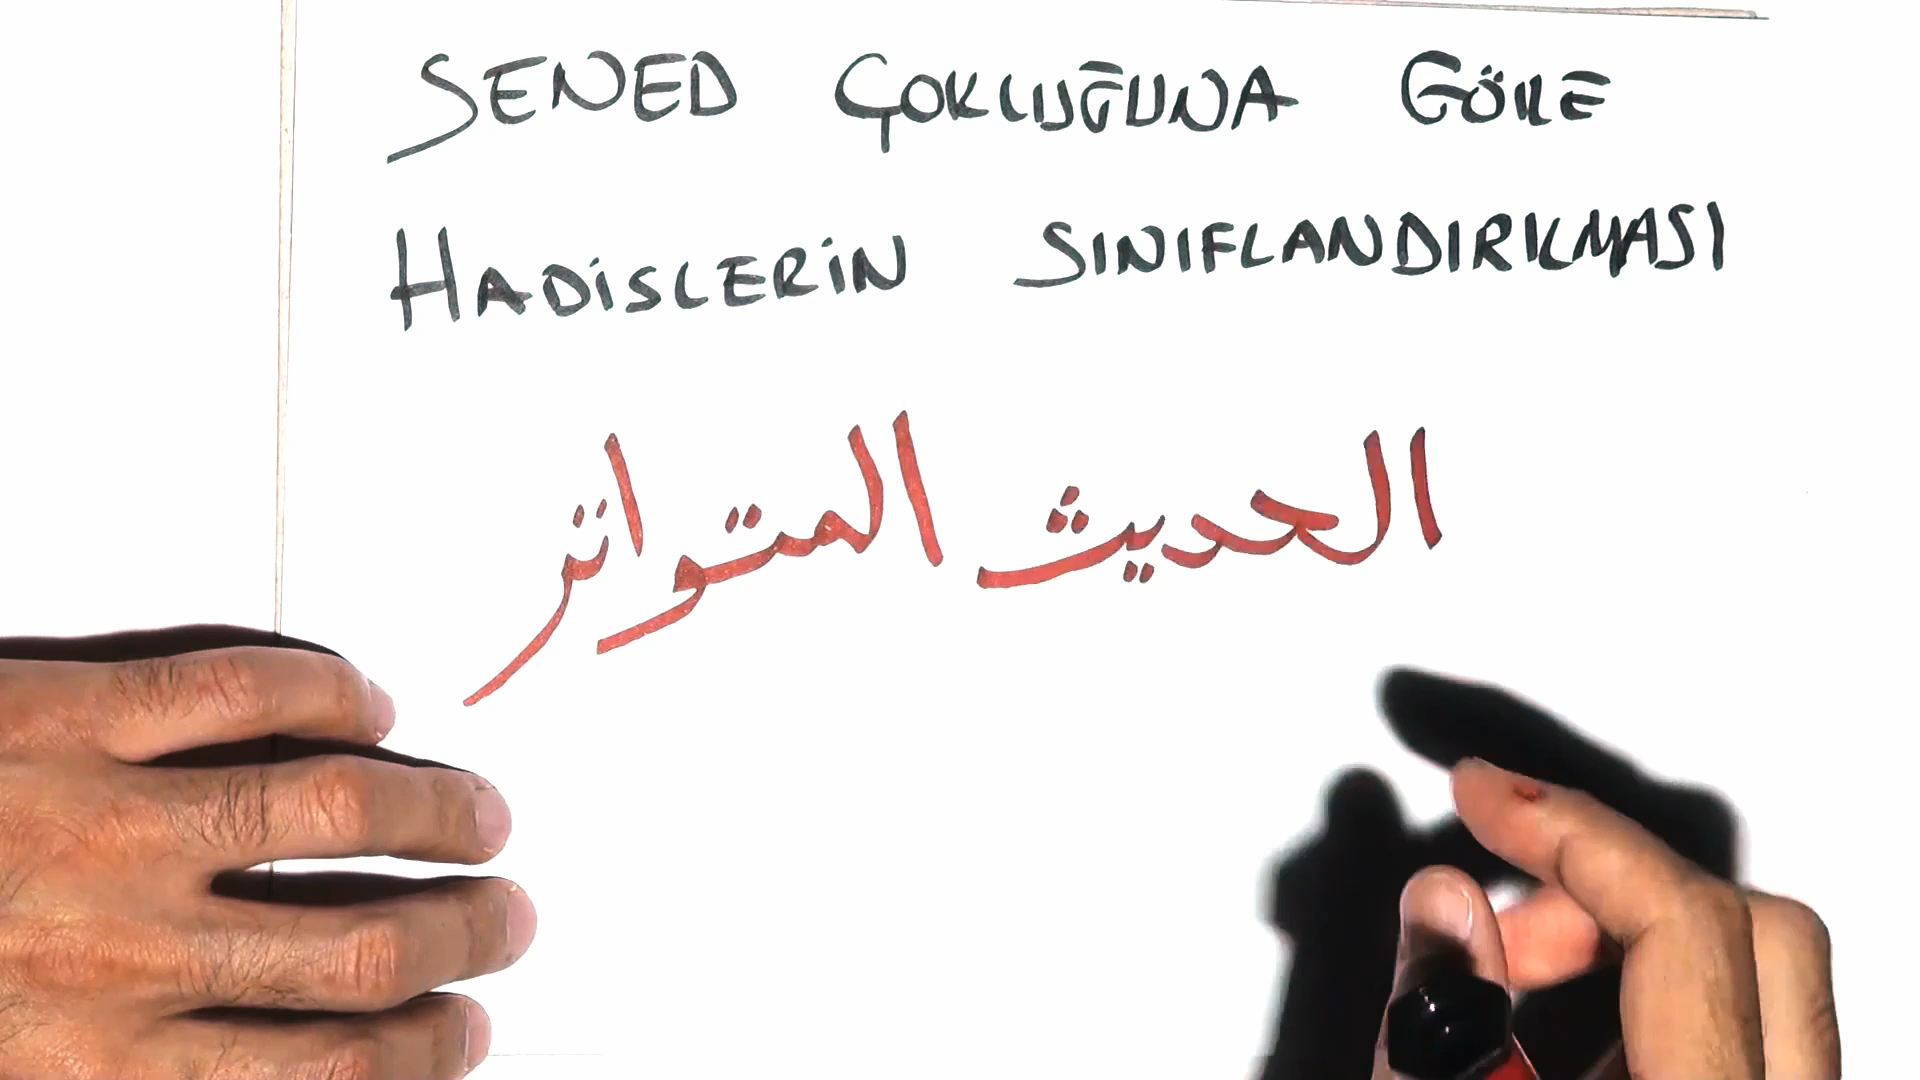 SENED ÇOKLUĞUNA GÖRE
HADİSLERİN SINIFLANDIRILMASI
الحديث المتواتر